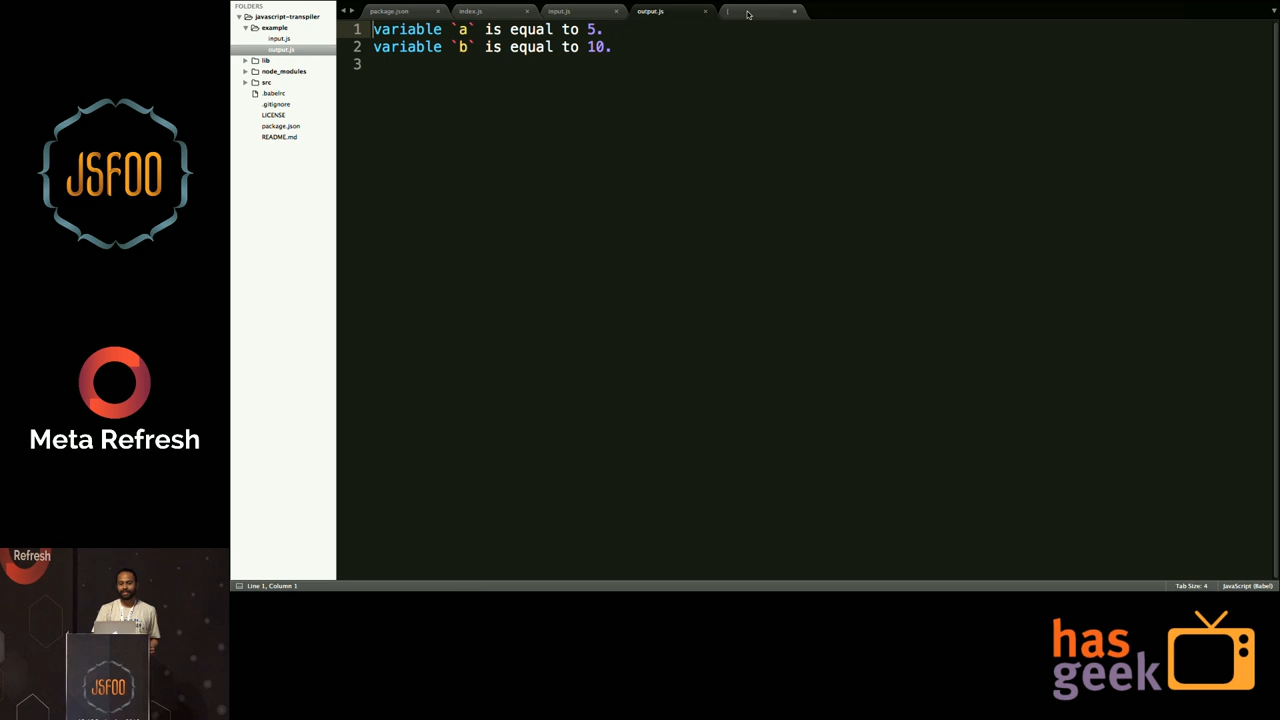 FOLDERS
javascript-transpiler
example
input.js
output.js
lib
node_modules
src
.babelrc
.gitignore
LICENSE
package.json
README.md
package.json
index.js
input.js
output.js
{
1 variable `a` is equal to 5.
2 variable `b` is equal to 10.
3
Line 1, Column 1
Tab Size: 4
JavaScript (Babel)
JSFOO
Meta Refresh
Refresh
JSFOO
has
geek